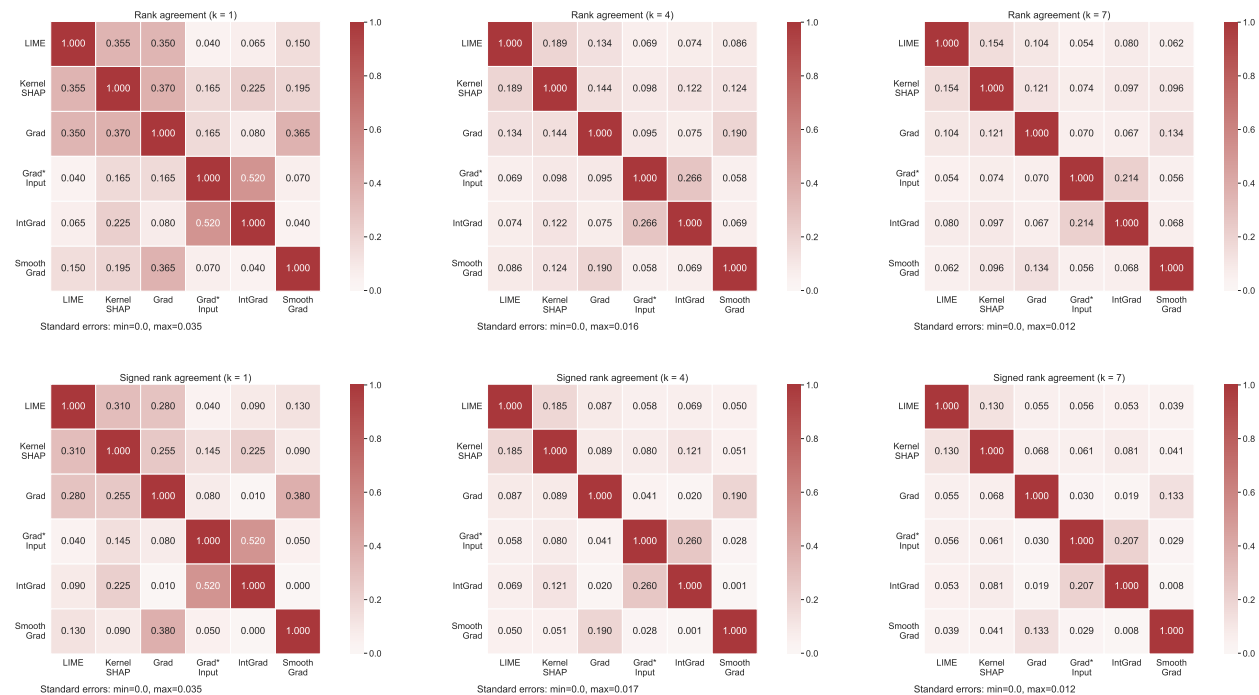 Rank agreement (k = 1)
LIME 1.000 0.355 0.350 0.040 0.065 0.150
Kernel
SHAP 0.355 1.000 0.370 0.165 0.225 0.195
Grad 0.350 0.370 1.000 0.165 0.080 0.365
Grad*
Input 0.040 0.165 0.165 1.000 0.520 0.070
IntGrad 0.065 0.225 0.080 0.520 1.000 0.040
Smooth
Grad 0.150 0.195 0.365 0.070 0.040 1.000
LIME Kernel Grad Grad* IntGrad Smooth
SHAP Input Grad
1.0
0.8
0.6
0.4
0.2
0.0
Standard errors: min=0.0, max=0.035
Rank agreement (k = 4)
LIME 1.000 0.189 0.134 0.069 0.074 0.086
Kernel
SHAP 0.189 1.000 0.144 0.098 0.122 0.124
Grad 0.134 0.144 1.000 0.095 0.075 0.190
Grad*
Input 0.069 0.098 0.095 1.000 0.266 0.058
IntGrad 0.074 0.122 0.075 0.266 1.000 0.069
Smooth
Grad 0.086 0.124 0.190 0.058 0.069 1.000
LIME Kernel Grad Grad* IntGrad Smooth
SHAP Input Grad
1.0
0.8
0.6
0.4
0.2
0.0
Standard errors: min=0.0, max=0.016
Rank agreement (k = 7)
LIME 1.000 0.154 0.104 0.054 0.080 0.062
Kernel
SHAP 0.154 1.000 0.121 0.074 0.097 0.096
Grad 0.104 0.121 1.000 0.070 0.067 0.134
Grad*
Input 0.054 0.074 0.070 1.000 0.214 0.056
IntGrad 0.080 0.097 0.067 0.214 1.000 0.068
Smooth
Grad 0.062 0.096 0.134 0.056 0.068 1.000
LIME Kernel Grad Grad* IntGrad Smooth
SHAP Input Grad
1.0
0.8
0.6
0.4
0.2
0.0
Standard errors: min=0.0, max=0.012
Signed rank agreement (k = 1)
LIME 1.000 0.310 0.280 0.040 0.090 0.130
Kernel
SHAP 0.310 1.000 0.255 0.145 0.225 0.090
Grad 0.280 0.255 1.000 0.080 0.010 0.380
Grad*
Input 0.040 0.145 0.080 1.000 0.520 0.050
IntGrad 0.090 0.225 0.010 0.520 1.000 0.000
Smooth
Grad 0.130 0.090 0.380 0.050 0.000 1.000
LIME Kernel Grad Grad* IntGrad Smooth
SHAP Input Grad
1.0
0.8
0.6
0.4
0.2
0.0
Standard errors: min=0.0, max=0.035
Signed rank agreement (k = 4)
LIME 1.000 0.185 0.087 0.058 0.069 0.050
Kernel
SHAP 0.185 1.000 0.089 0.080 0.121 0.051
Grad 0.087 0.089 1.000 0.041 0.020 0.190
Grad*
Input 0.058 0.080 0.041 1.000 0.260 0.028
IntGrad 0.069 0.121 0.020 0.260 1.000 0.001
Smooth
Grad 0.050 0.051 0.190 0.028 0.001 1.000
LIME Kernel Grad Grad* IntGrad Smooth
SHAP Input Grad
1.0
0.8
0.6
0.4
0.2
0.0
Standard errors: min=0.0, max=0.017
Signed rank agreement (k = 7)
LIME 1.000 0.130 0.055 0.056 0.053 0.039
Kernel
SHAP 0.130 1.000 0.068 0.061 0.081 0.041
Grad 0.055 0.068 1.000 0.030 0.019 0.133
Grad*
Input 0.056 0.061 0.030 1.000 0.207 0.029
IntGrad 0.053 0.081 0.019 0.207 1.000 0.008
Smooth
Grad 0.039 0.041 0.133 0.029 0.008 1.000
LIME Kernel Grad Grad* IntGrad Smooth
SHAP Input Grad
1.0
0.8
0.6
0.4
0.2
0.0
Standard errors: min=0.0, max=0.012